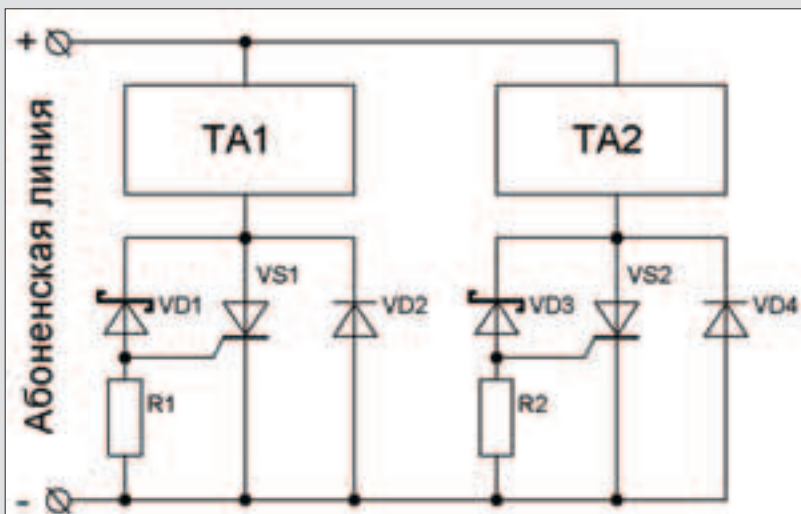 +
Абоненская линия
-
TA1
TA2
VS1
VD1
VD2
R1
VS2
VD3
VD4
R2